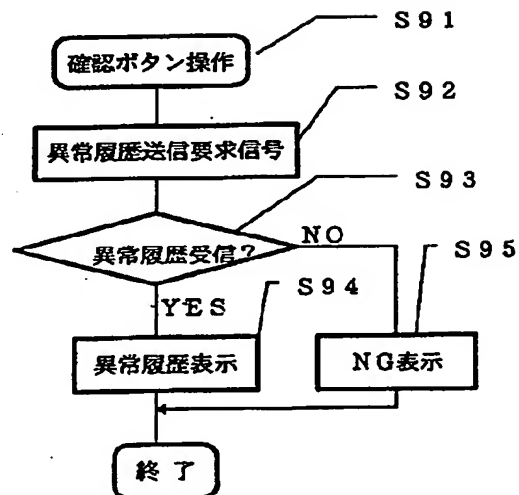 S91
確認ボタン操作
S92
異常履歴送信要求信号
S93
異常履歴受信?
NO
S95
S94
YES
異常履歴表示
NG表示
終了